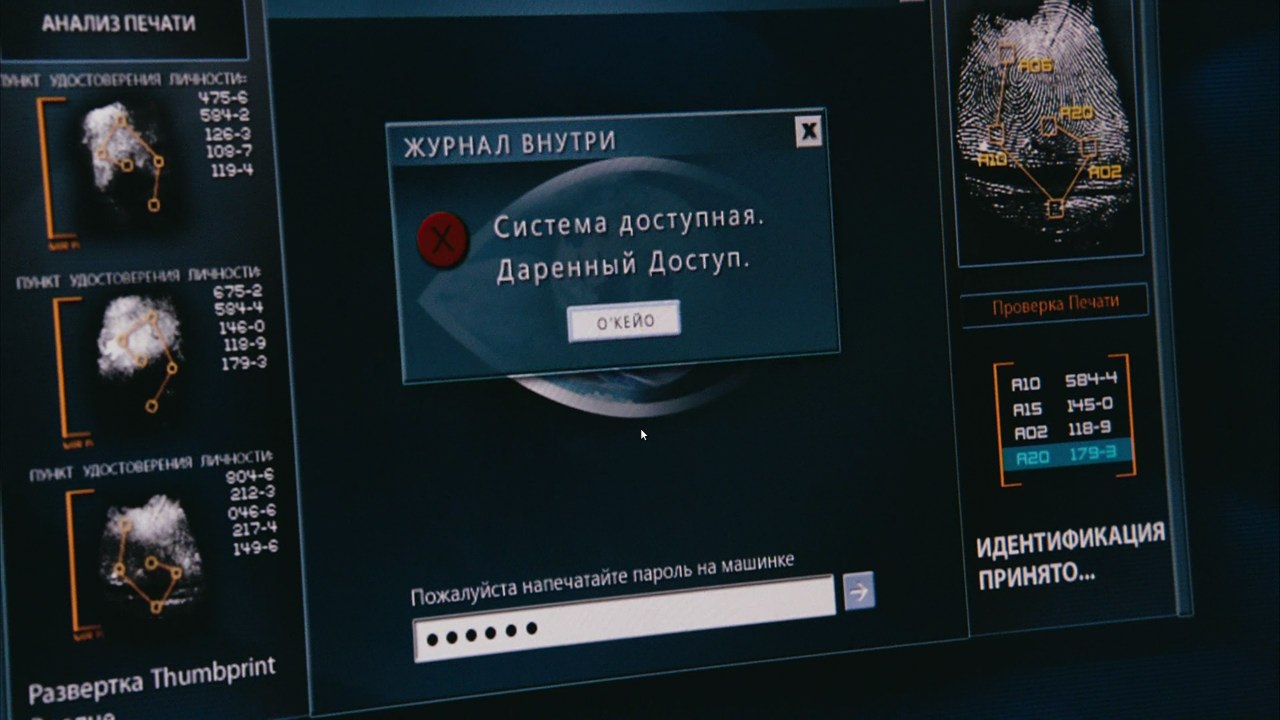 АНАЛИЗ ПЕЧАТИ
ПУНКТ УДОСТОВЕРЕНИЯ ЛИЧНОСТИ:
475-6
584-2
126-3
108-7
119-4
ПУНКТ УДОСТОВЕРЕНИЯ ЛИЧНОСТИ:
675-2
584-4
146-0
118-9
179-3
ПУНКТ УДОСТОВЕРЕНИЯ ЛИЧНОСТИ:
904-6
212-3
046-6
217-4
149-6
Развертка Thumbprint
ЖУРНАЛ ВНУТРИ
X
X
Система доступная.
Даренный Доступ.
О'КЕЙО
Пожалуйста напечатайте пароль на машинке
A06
A20
A10
A02
Проверка Печати
A10 584-4
A15 145-0
A02 118-9
A20 179-3
ИДЕНТИФИКАЦИЯ
ПРИНЯТО...